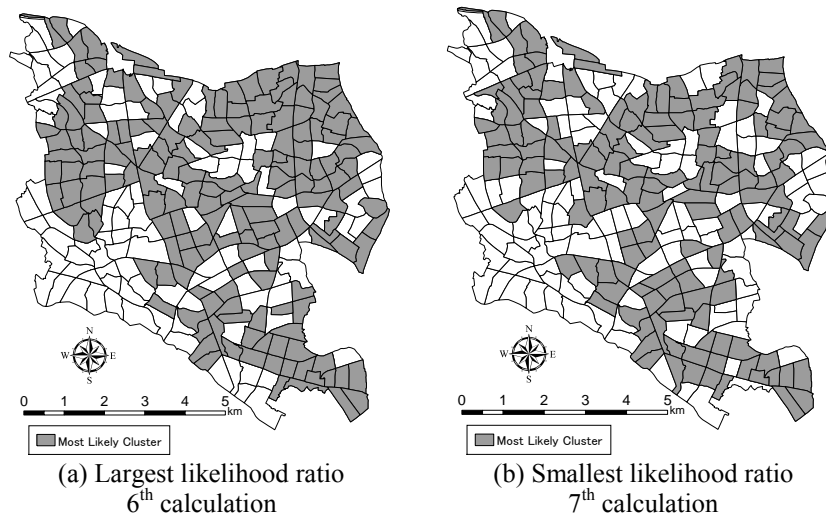 N
W E
S
0 1 2 3 4 5
km
Most Likely Cluster
(a) Largest likelihood ratio
6th calculation
N
W E
S
0 1 2 3 4 5
km
Most Likely Cluster
(b) Smallest likelihood ratio
7th calculation